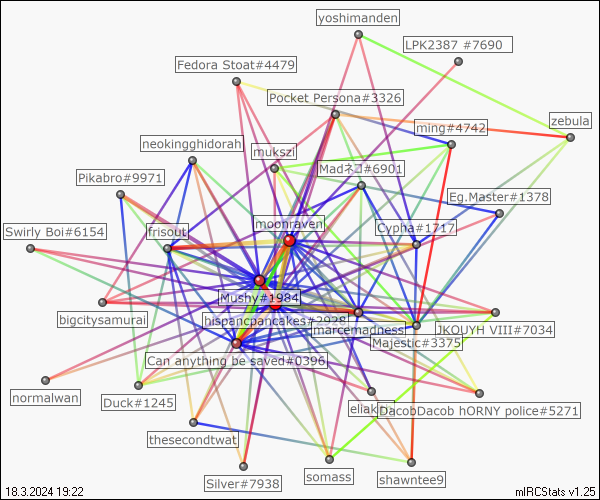 yoshimanden
LPK2387 #7690
Fedora Stoat#4479
Pocket Persona#3326
zebula
ming#4742
neokingghidorah
mukszi
Madネコ#6901
Pikabro#9971
Eg.Master#1378
moonraven
Cypha#1717
Swirly Boi#6154
frisout
Mushy#1984
bigcitysamurai
hispancpancakes#2928
marcemadness
JKOUYH VIII#7034
Majestic#3375
Can anything be saved#0396
normalwan
Duck#1245
eliak
DacobDacob hORNY police#5271
thesecondtwat
somass
shawntee9
Silver#7938
18.3.2024 19:22
mIRCStats v1.25